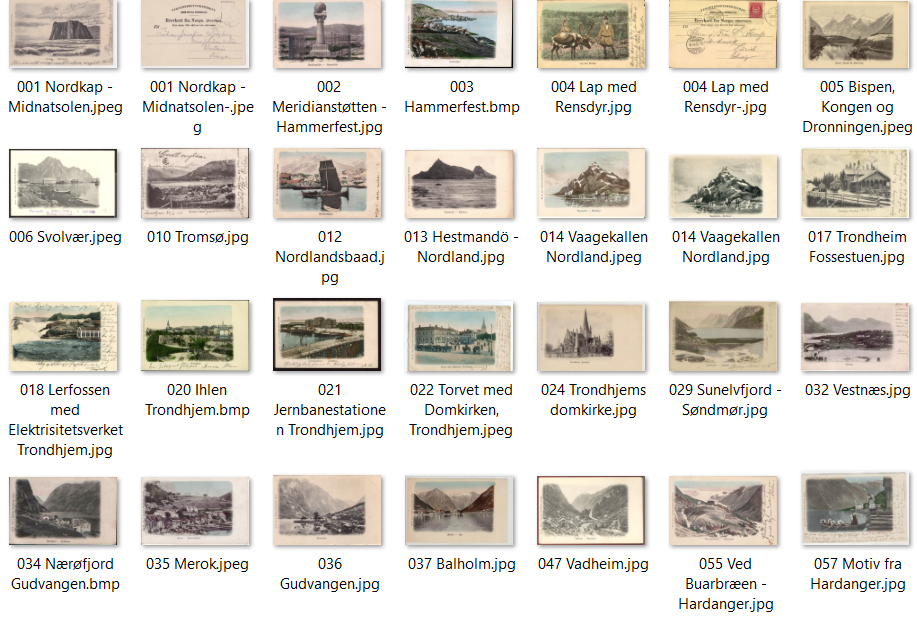 001 Nordkap -
Midnatsolen.jpeg
001 Nordkap -
Midnatsolen-.jpe
g
002
Meridianstøtten -
Hammerfest.jpg
003
Hammerfest.bmp
004 Lap med
Rensdyr.jpg
004 Lap med
Rensdyr-.jpg
005 Bispen,
Kongen og
Dronningen.jpeg
006 Svolvær.jpeg
010 Tromsø.jpg
012
Nordlandsbaad.j
pg
013 Hestmandö -
Nordland.jpg
014 Vaagekallen
Nordland.jpeg
014 Vaagekallen
Nordland.jpg
017 Trondheim
Fossestuen.jpg
018 Lerfossen
med
Elektrisitetsverket
Trondhjem.jpg
020 Ihlen
Trondhjem.bmp
021
Jernbanestatione
n Trondhjem.jpg
022 Torvet med
Domkirken,
Trondhjem.jpeg
024 Trondhjems
domkirke.jpg
029 Sunelvfjord -
Søndmør.jpg
032 Vestnæs.jpg
034 Nærøfjord
Gudvangen.bmp
035 Merok.jpeg
036
Gudvangen.jpg
037 Balholm.jpg
047 Vadheim.jpg
055 Ved
Buarbræen -
Hardanger.jpg
057 Motiv fra
Hardanger.jpg